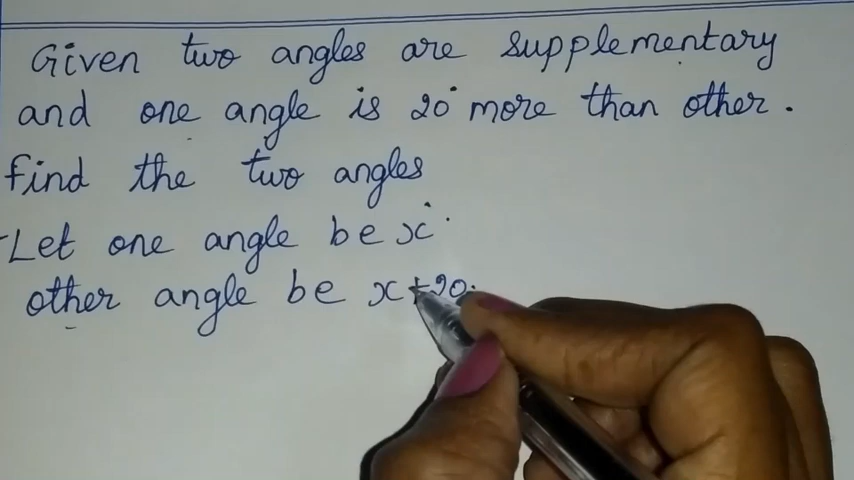 Given two angles are supplementary
and one angle is 20° more than other.
find the two angles
Let one angle be x°.
other angle be x+20.